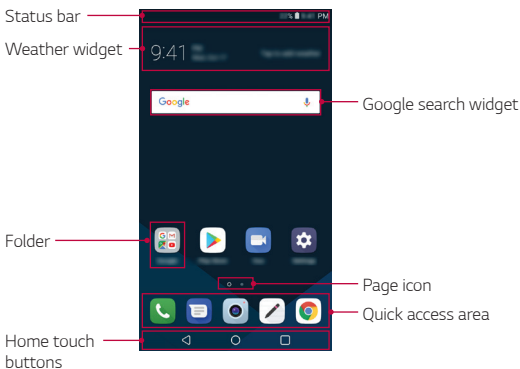 Status bar
PM
Weather widget
9:41
Google
Google search widget
Folder
Page icon
Quick access area
Home touch
buttons